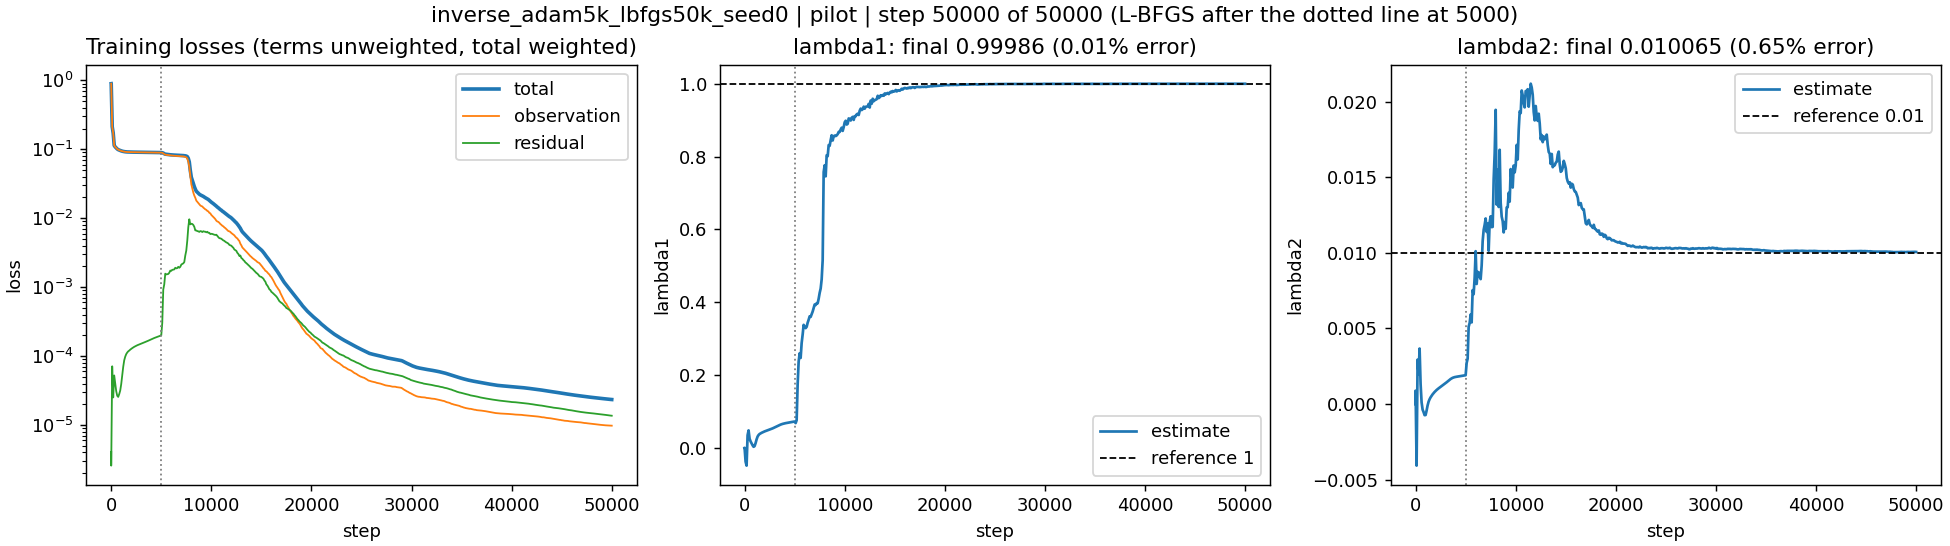 inverse_adam5k_lbfgs50k_seed0 | pilot | step 50000 of 50000 (L-BFGS after the dotted line at 5000)
Training losses (terms unweighted, total weighted)
total
observation
residual
10⁰
10⁻¹
10⁻²
10⁻³
10⁻⁴
10⁻⁵
loss
0
10000
20000
30000
40000
50000
step
lambda1: final 0.99986 (0.01% error)
1.0
0.8
0.6
0.4
0.2
0.0
lambda1
estimate
reference 1
0
10000
20000
30000
40000
50000
step
lambda2: final 0.010065 (0.65% error)
estimate
reference 0.01
0.020
0.015
0.010
0.005
0.000
−0.005
lambda2
0
10000
20000
30000
40000
50000
step